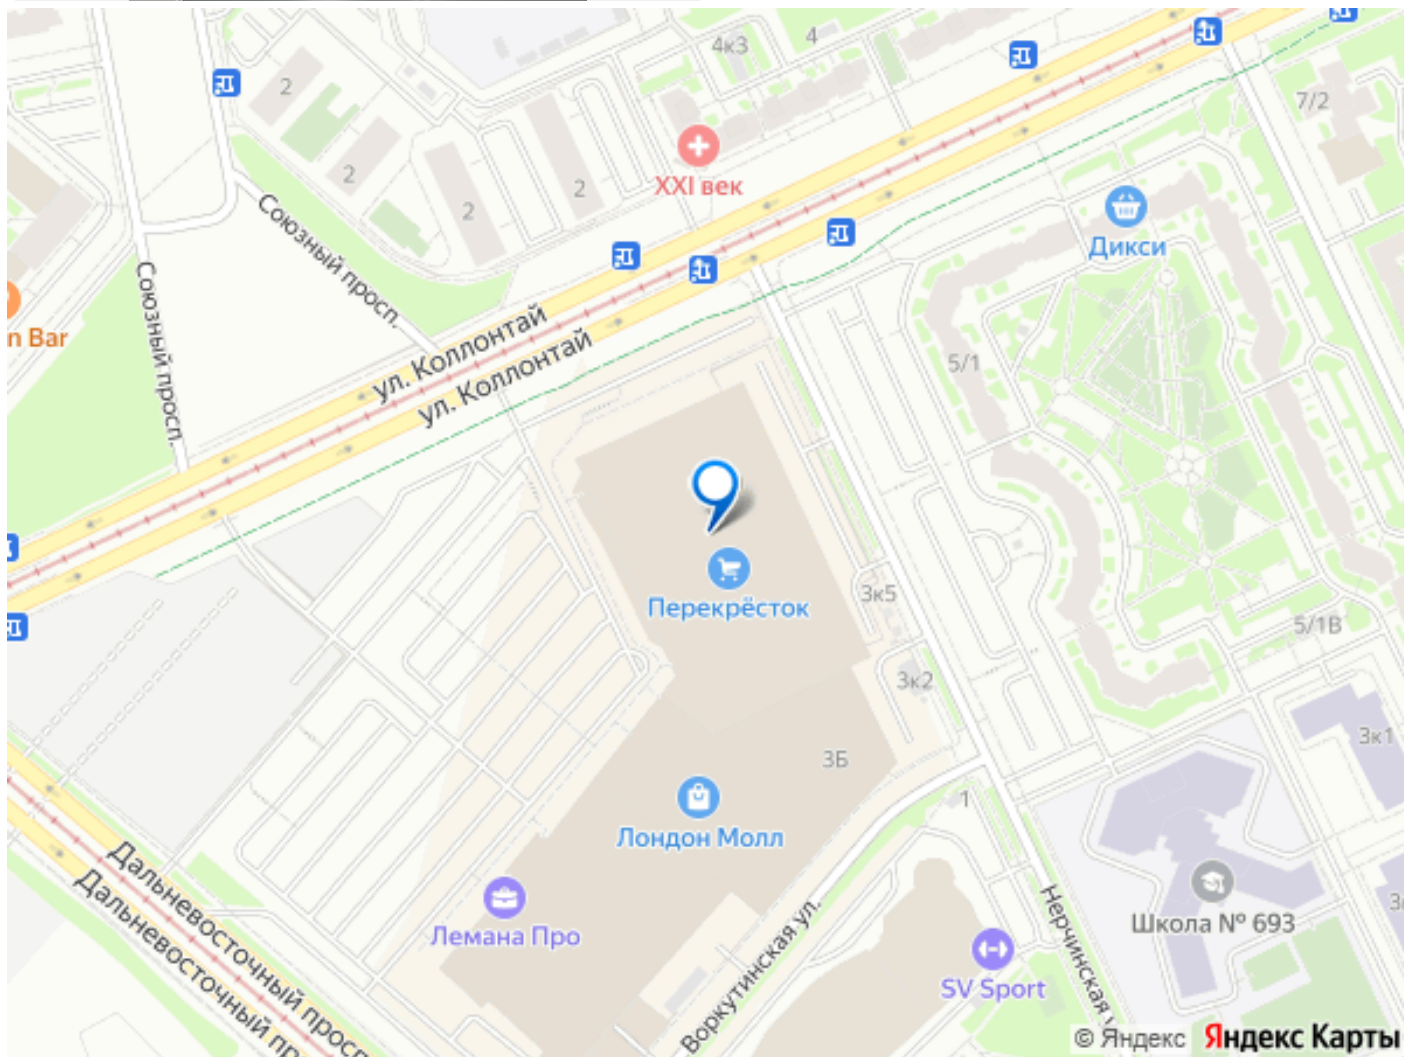 4к3
4
2
7/2
XXI век
2
2
2
Дикси
Союзный просп.
Союзный просп.
n Bar
ул. Коллонтай
ул. Коллонтай
5/1
Перекрёсток
3к5
5/1В
3к2
3к1
3Б
1
Лондон Молл
Дальневосточный просп
Дальневосточный пр
Лемана Про
Воркутинская ул.
Нерчинская у
Школа № 693
SV Sport
© Яндекс Яндекс Карты